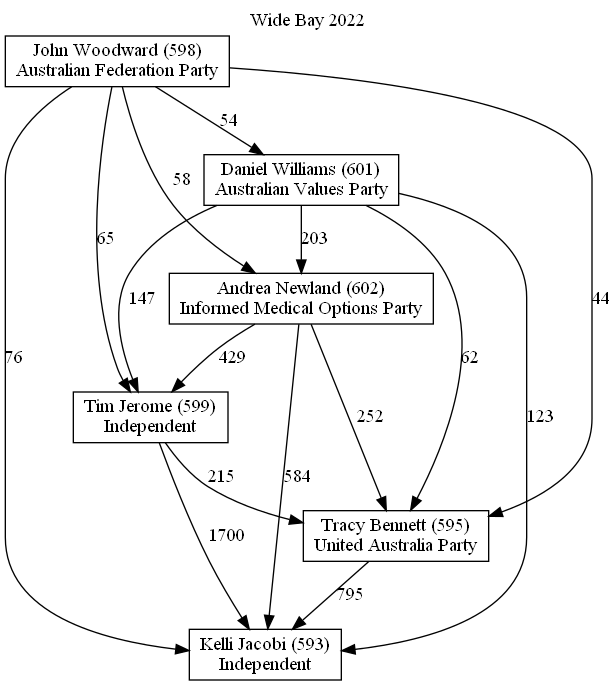 Wide Bay 2022
John Woodward (598)
Australian Federation Party
54
Daniel Williams (601)
Australian Values Party
58
203
65
147
44
Andrea Newland (602)
Informed Medical Options Party
76
429
62
Tim Jerome (599)
Independent
252
123
215
584
Tracy Bennett (595)
United Australia Party
1700
795
Kelli Jacobi (593)
Independent